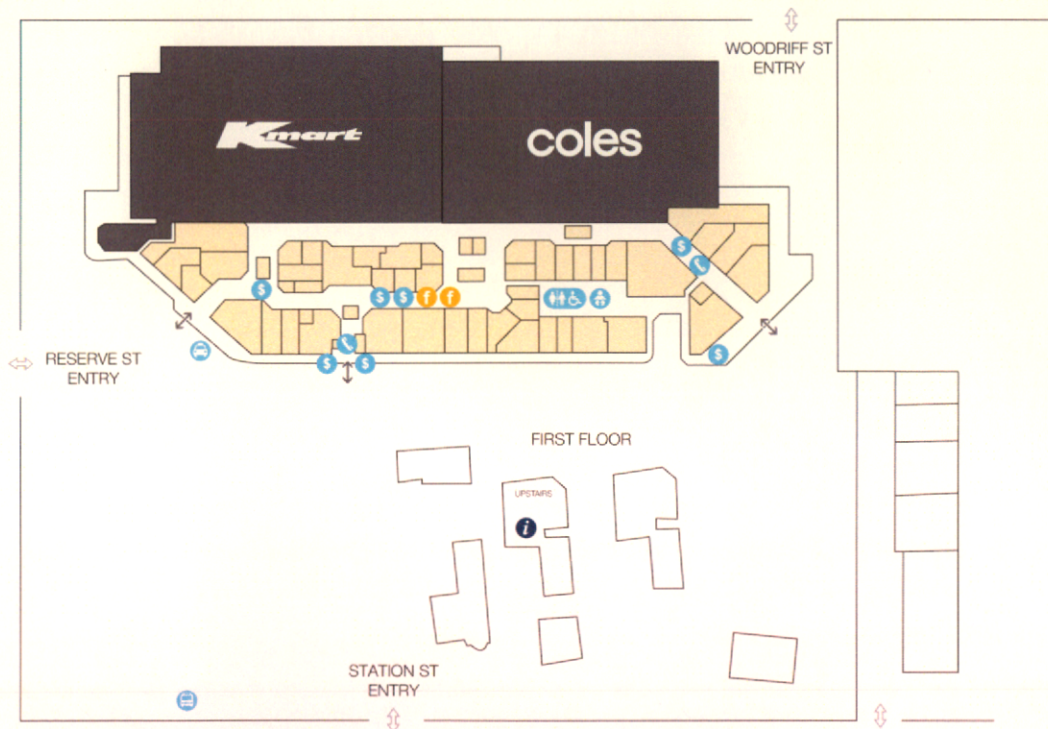 WOODRIFF ST
ENTRY
Kmart
coles
$
$
$ $ f f
RESERVE ST
ENTRY
$ $
$
FIRST FLOOR
UPSTAIRS
i
STATION ST
ENTRY